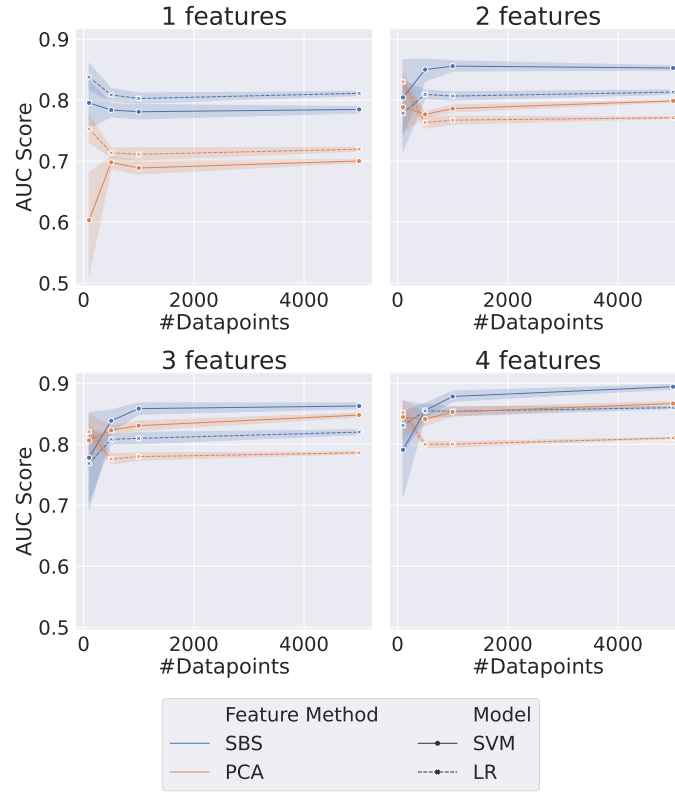 1 features
2 features
0.9
0.8
0.7
0.6
0.5
AUC Score
0
2000
4000
#Datapoints
0
2000
4000
#Datapoints
3 features
4 features
0.9
0.8
0.7
0.6
0.5
AUC Score
0
2000
4000
#Datapoints
0
2000
4000
#Datapoints
Feature Method
SBS
PCA
Model
SVM
LR